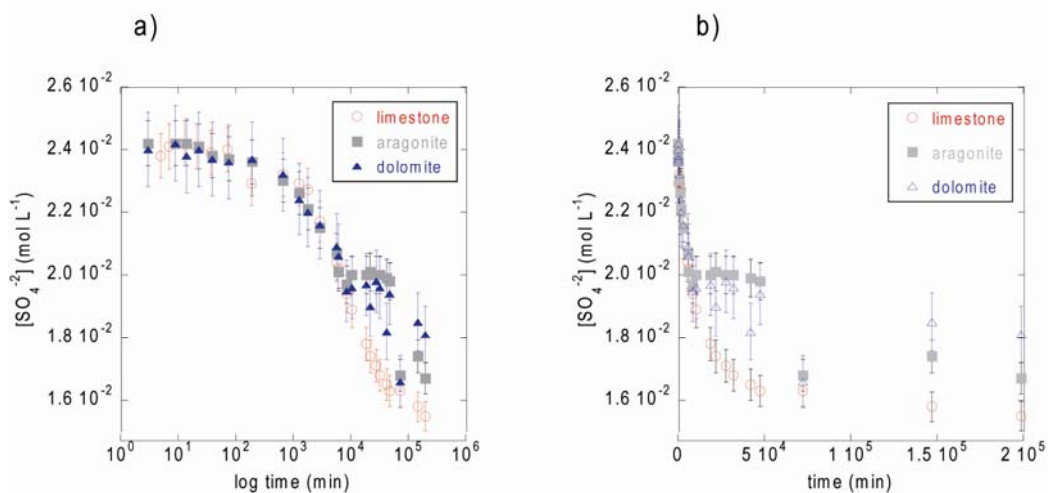 a)
2.6 10⁻²
2.4 10⁻²
2.2 10⁻²
2.0 10⁻²
1.8 10⁻²
1.6 10⁻²
[SO₄⁻²] (mol L⁻¹)
limestone
aragonite
dolomite
10⁰ 10¹ 10² 10³ 10⁴ 10⁵ 10⁶
log time (min)
b)
2.6 10⁻²
2.4 10⁻²
2.2 10⁻²
2.0 10⁻²
1.8 10⁻²
1.6 10⁻²
[SO₄⁻²] (mol L⁻¹)
limestone
aragonite
dolomite
0 5 10⁴ 1 10⁵ 1.5 10⁵ 2 10⁵
time (min)